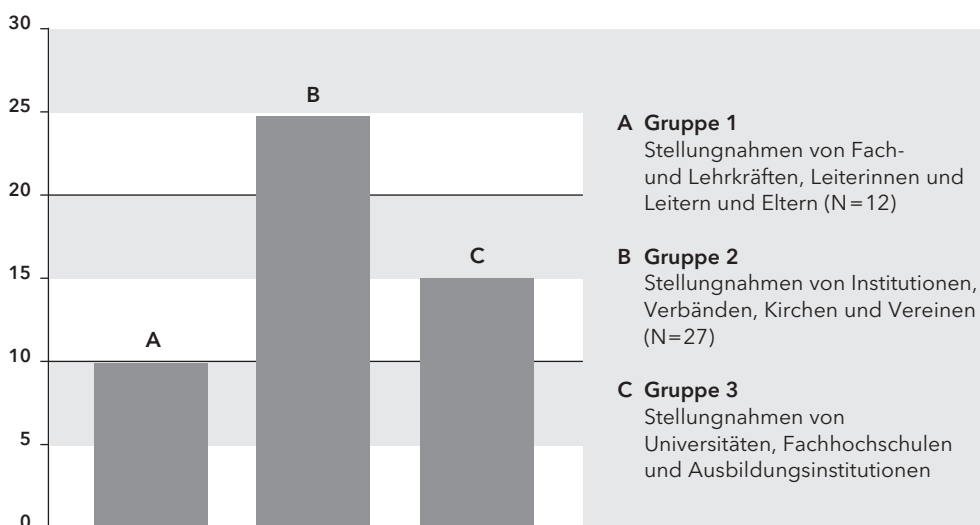 30
25
20
15
10
5
0
B
C
A
A Gruppe 1
Stellungnahmen von Fach-
und Lehrkräften, Leiterinnen und
Leitern und Eltern (N=12)
B Gruppe 2
Stellungnahmen von Institutionen,
Verbänden, Kirchen und Vereinen
(N=27)
C Gruppe 3
Stellungnahmen von
Universitäten, Fachhochschulen
und Ausbildungsinstitutionen